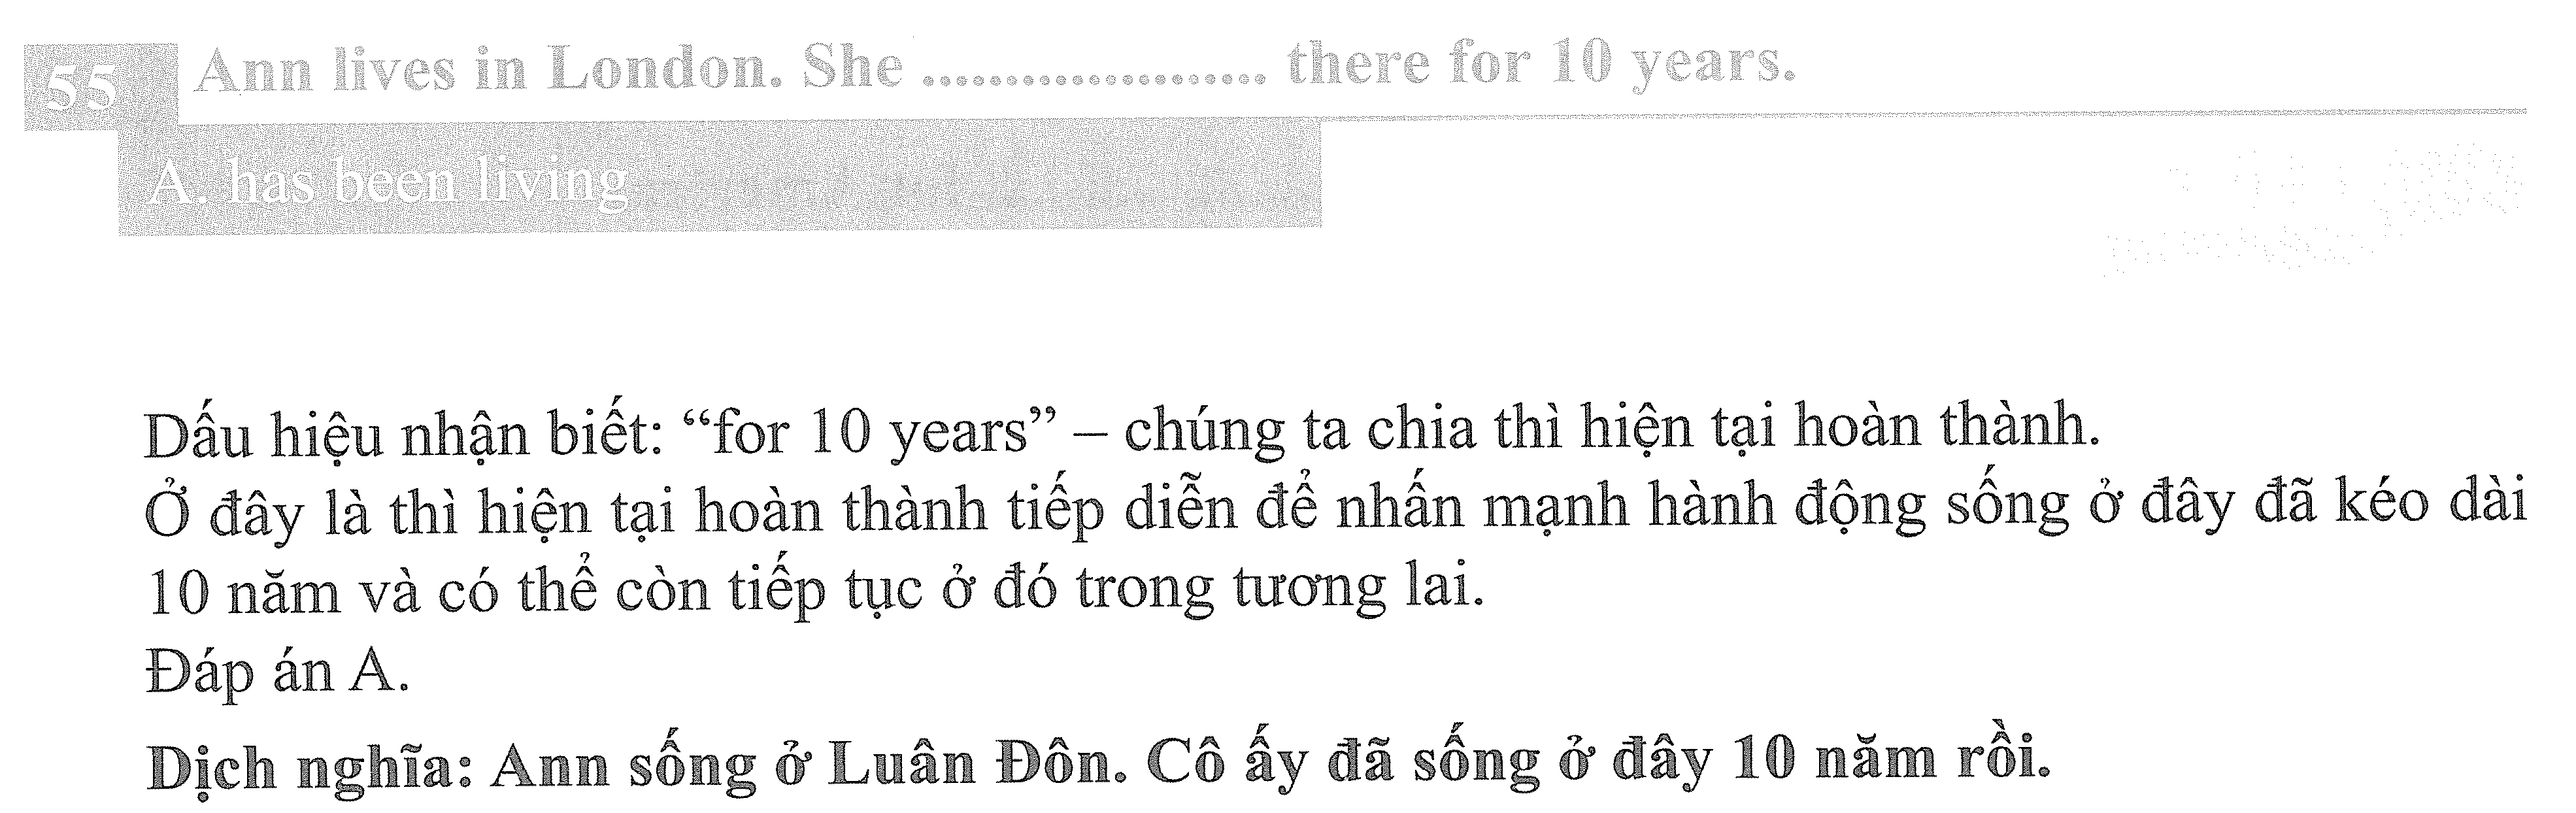 55 Ann lives in London. She .................... there for 10 years.
A. has been living
Dấu hiệu nhận biết: “for 10 years” – chúng ta chia thì hiện tại hoàn thành.
Ở đây là thì hiện tại hoàn thành tiếp diễn để nhấn mạnh hành động sống ở đây đã kéo dài
10 năm và có thể còn tiếp tục ở đó trong tương lai.
Đáp án A.
Dịch nghĩa: Ann sống ở Luân Đôn. Cô ấy đã sống ở đây 10 năm rồi.